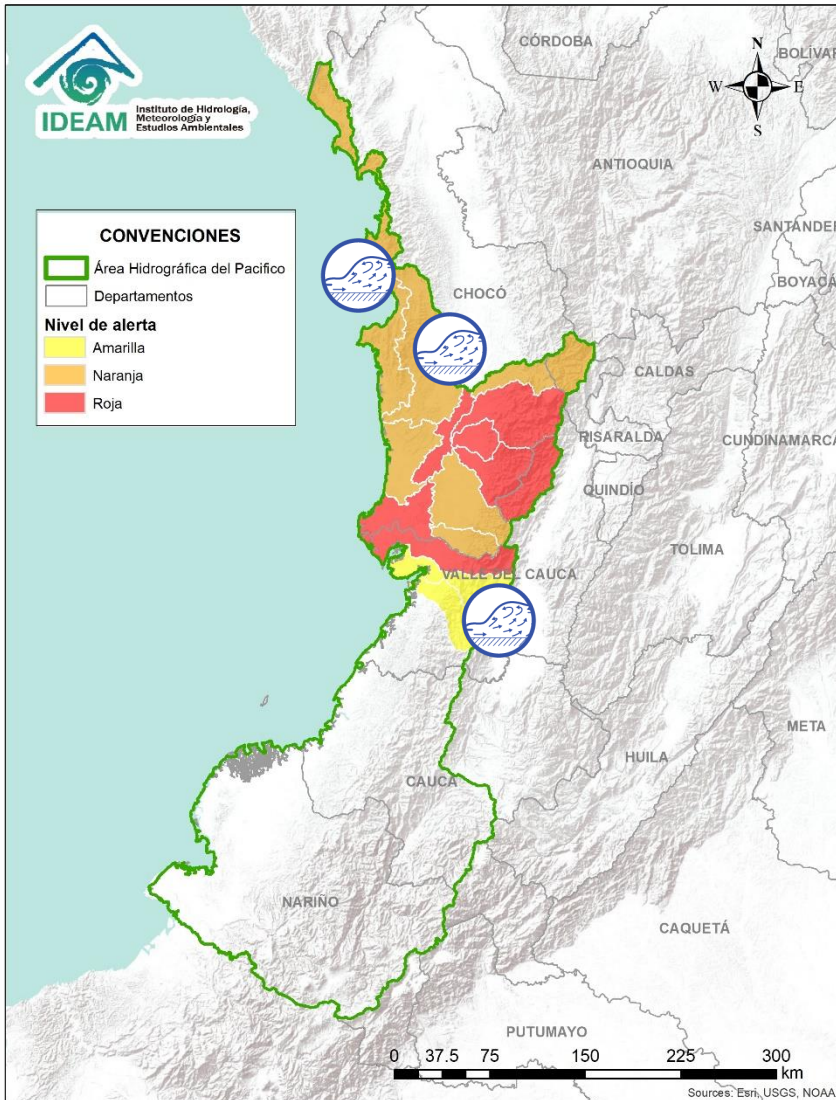 IDEAM
Instituto de Hidrología,
Meteorología y
Estudios Ambientales
CÓRDOBA
BOLÍVAR
N
W
E
S
ANTIOQUIA
SANTANDER
BOYACÁ
CONVENCIONES
Área Hidrográfica del Pacifico
Departamentos
Nivel de alerta
Amarilla
Naranja
Roja
CHOCÓ
CALDAS
RISARALDA
CUNDINAMARCA
QUINDÍO
TOLIMA
VALLE DEL CAUCA
META
HUILA
CAUCA
NARIÑO
CAQUETÁ
PUTUMAYO
0 37.5 75 150 225 300
km
Sources: Esri, USGS, NOAA